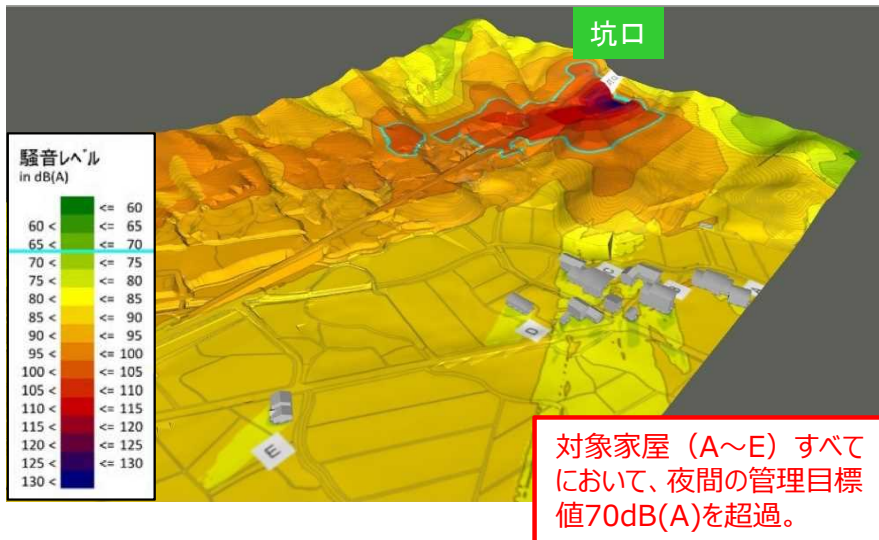 坑口
騒音レベル
in dB(A)
<= 60
60 < <= 65
65 < <= 70
70 < <= 75
75 < <= 80
80 < <= 85
85 < <= 90
90 < <= 95
95 < <= 100
100 < <= 105
105 < <= 110
110 < <= 115
115 < <= 120
120 < <= 125
125 < <= 130
130 <
D
E
対象家屋（A～E）すべて
において、夜間の管理目標
値70dB(A)を超過。